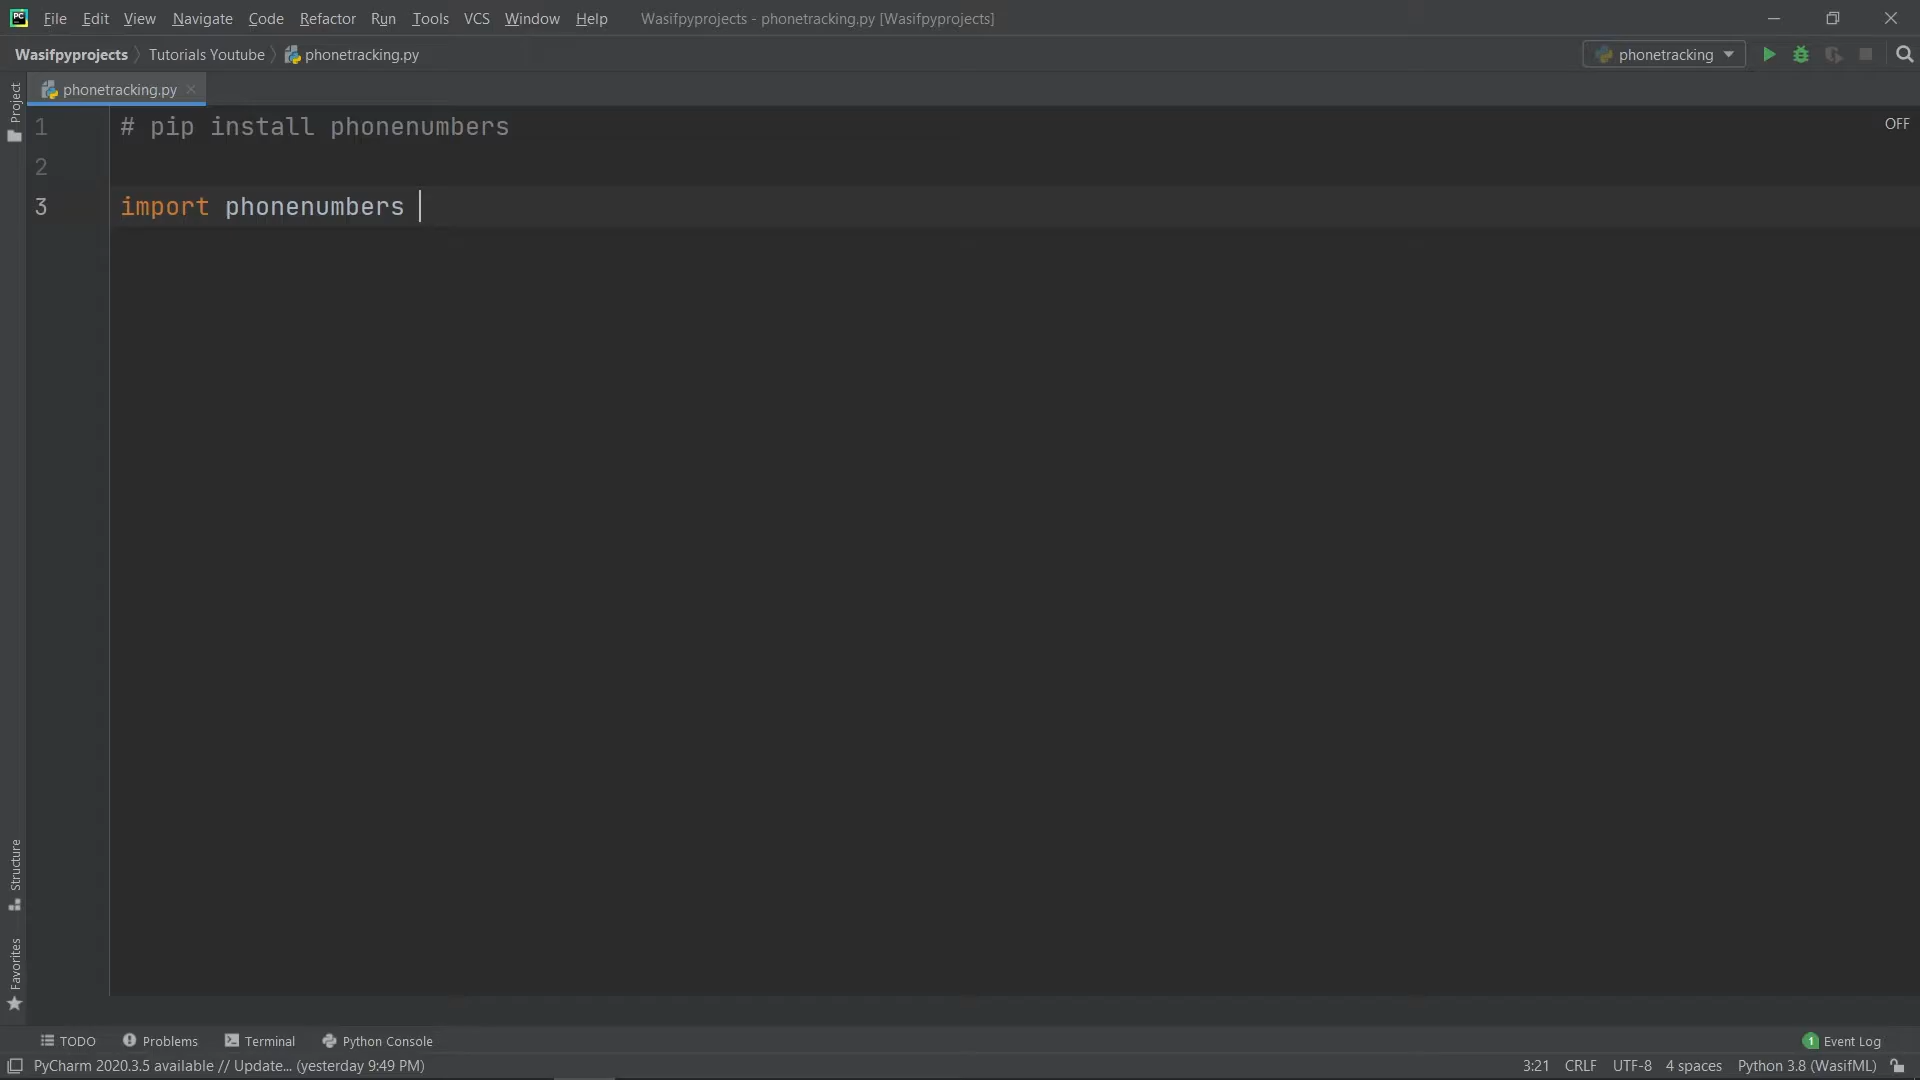 PC File Edit View Navigate Code Refactor Run Tools VCS Window Help Wasifpyprojects - phonetracking.py [Wasifpyprojects]
Wasifpyprojects Tutorials Youtube phonetracking.py phonetracking
phonetracking.py
Project
1 # pip install phonenumbers
OFF
2
3 import phonenumbers
Structure
Favorites
TODO Problems Terminal Python Console 1 Event Log
PyCharm 2020.3.5 available // Update... (yesterday 9:49 PM) 3:21 CRLF UTF-8 4 spaces Python 3.8 (WasifML)